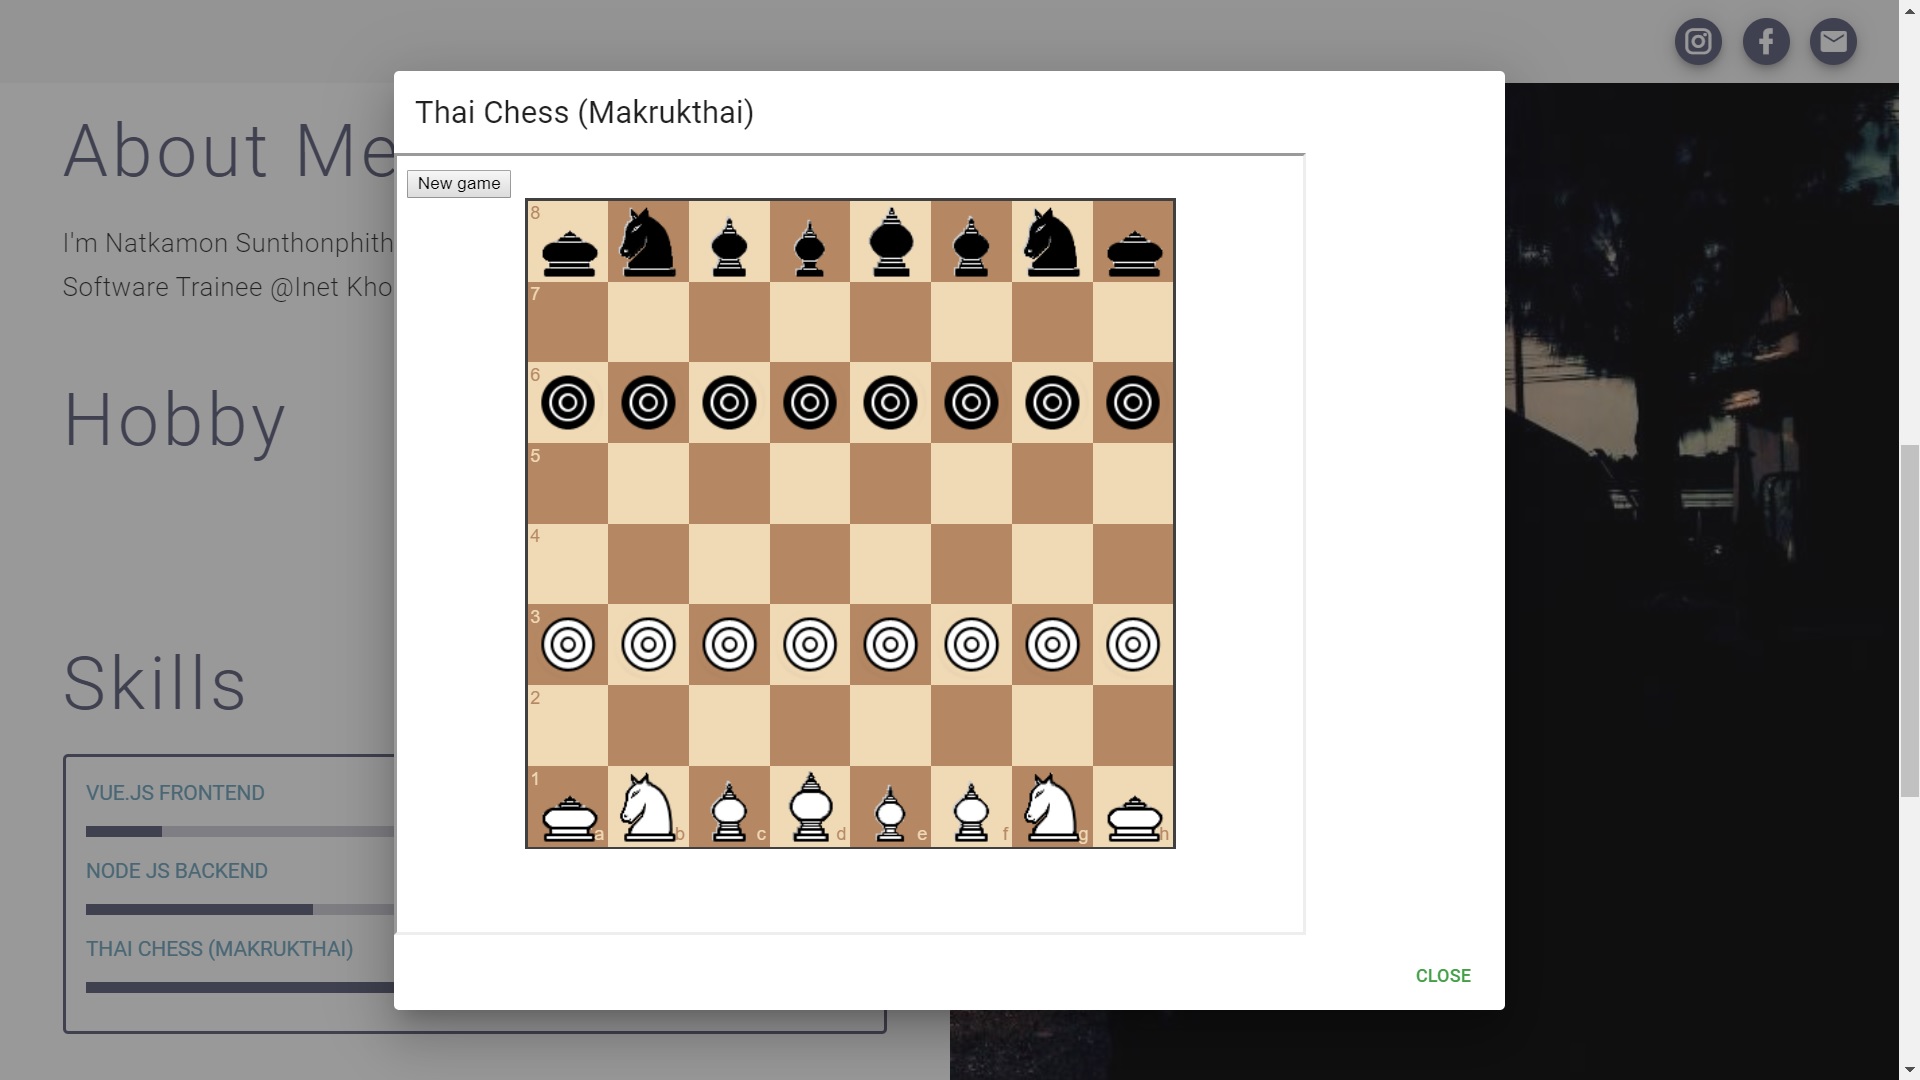 About Me
I'm Natkamon Sunthonphith
Software Trainee @Inet Kho
Hobby
Skills
VUE.JS FRONTEND
NODE JS BACKEND
THAI CHESS (MAKRUKTHAI)
Thai Chess (Makrukthai)
New game
8
7
6
5
4
3
2
1
a b c d e f g h
CLOSE